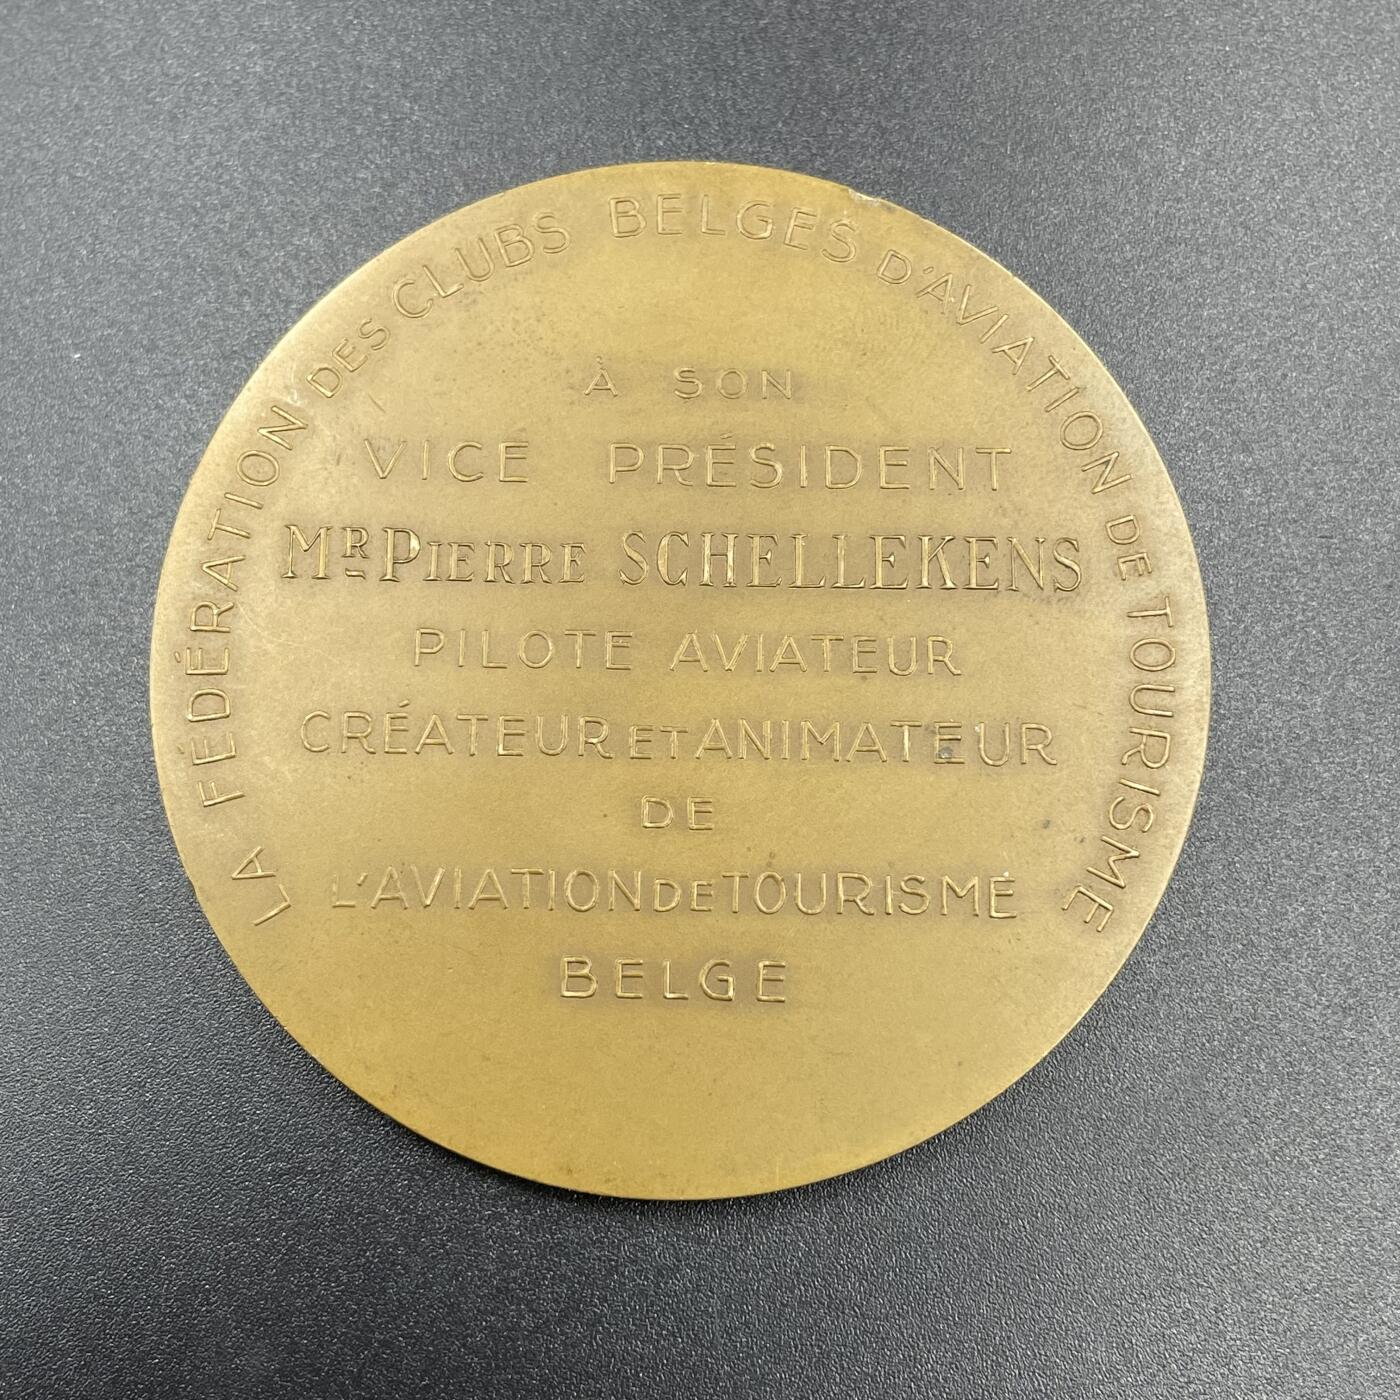 LA FÉDÉRATION DES CLUBS BELGES D'AVIATION DE TOURISME
À SON
VICE PRÉSIDENT
MR PIERRE SCHELLEKENS
PILOTE AVIATEUR
CRÉATEUR ET ANIMATEUR
DE
L'AVIATION DE TOURISME
BELGE